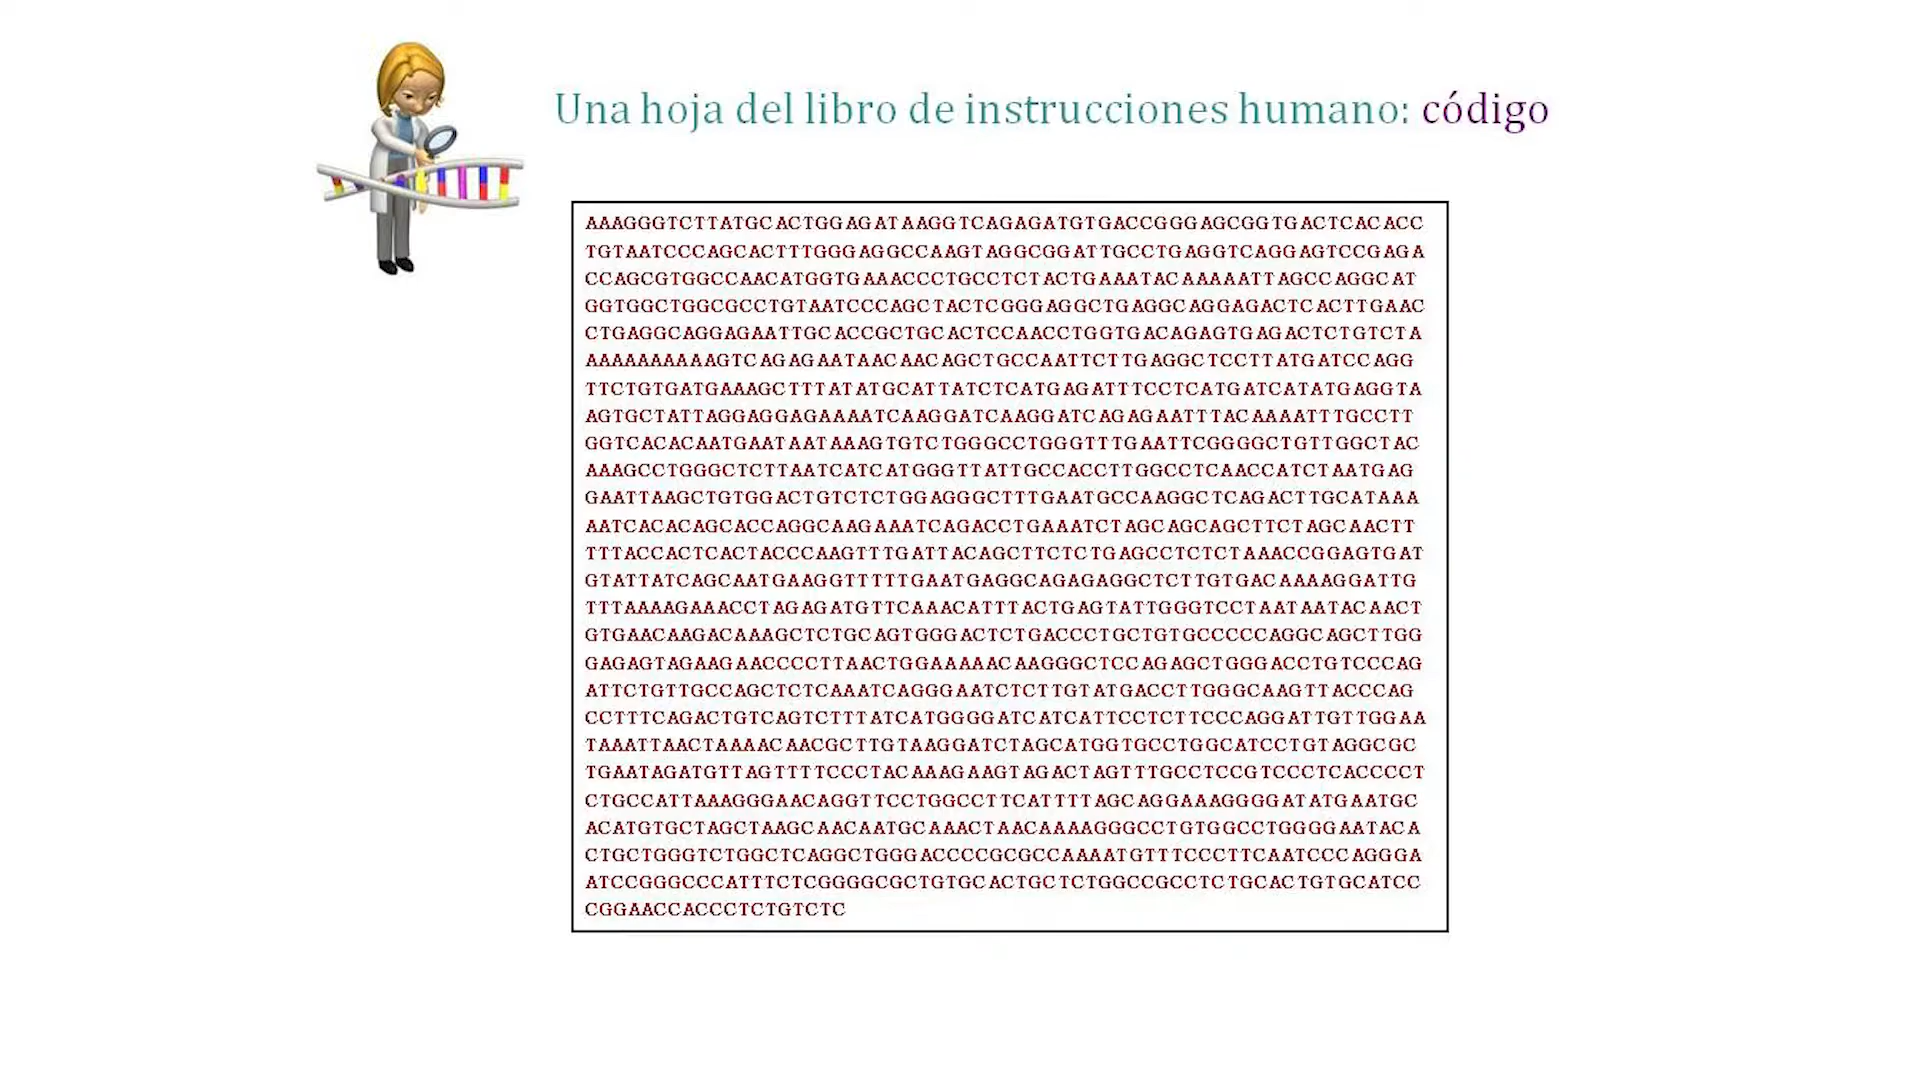 Una hoja del libro de instrucciones humano: código
AAAGGGTCTTATGCACTGGAGATAAGGTCAGAGATGTGACCGGGAGCGGTGACTCACACC
TGTAATCCCAGCACTTTGGGAGGCCAAGTAGGCGGATTGCCTGAGGTCAGGAGTCCGAGA
CCAGCGTGGCCAACATGGTGAAACCCTGCCTCTACTGAAATACAAAAATTAGCCAGGCAT
GGTGGCTGGCGCCTGTAATCCCAGCTACTCGGGAGGCTGAGGCAGGAGACTCACTTGAAC
CTGAGGCAGGAGAATTGCACCGCTGCACTCCAACCTGGTGACAGAGTGAGACTCTGTCTA
AAAAAAAAAAGTCAGAGAATAACAACAGCTGCCAATTCTTGAGGCTCCTTATGATCCAGG
TTCTGTGATGAAAGCTTTATATGCATTATCTCATGAGATTTCCTCATGATCATATGAGGTA
AGTGCTATTAGGAGGAGAAAATCAAGGATCAAGGATCAGAGAATTTACAAAATTTGCCTT
GGTCACACAATGAATAATAAAGTGTCTGGGCCTGGGTTTGAATTCGGGGCTGTTGGCTAC
AAAGCCTGGGCTCTTAATCATCATGGGTTATTGCCACCTTGGCCTCAACCATCTAATGAG
GAATTAAGCTGTGGACTGTCTCTGGAGGGCTTTGAATGCCAAGGCTCAGACTTGCATAAA
AATCACACAGCACCAGGCAAGAAATCAGACCTGAAATCTAGCAGCAGCTTCTAGCAACTT
TTTACCACTCACTACCCAAGTTTGATTACAGCTTCTCTGAGCCTCTCTAAACCGGAGTGAT
GTATTATCAGCAATGAAGGTTTTTGAATGAGGCAGAGAGGCTCTTGTGACAAAAGGATTG
TTTAAAAGAAACCTAGAGATGTTCAAACATTTACTGAGTATTGGGTCCTAATAATACAACT
GTGAACAAGACAAAGCTCTGCAGTGGGACTCTGACCCTGCTGTGCCCCCAGGCAGCTTGG
GAGAGTAGAAGAACCCCTTAACTGGAAAAACAAGGGCTCCAGAGCTGGGACCTGTCCCAG
ATTCTGTTGCCAGCTCTCAAATCAGGGAATCTCTTGTATGACCTTGGGCAAGTTACCCAG
CCTTTCAGACTGTCAGTCTTTATCATGGGGATCATCATTCCTCTTCCCAGGATTGTTGGAA
TAAATTAACTAAAACAACGCTTGTAAGGATCTAGCATGGTGCCTGGCATCCTGTAGGCGC
TGAATAGATGTTAGTTTTCCCTACAAAGAAGTAGACTAGTTTGCCTCCGTCCCTCACCCCT
CTGCCATTAAAGGGAACAGGTTCCTGGCCTTCATTTTAGCAGGAAAGGGGATATGAATGC
ACATGTGCTAGCTAAGCAACAATGCAAACTAACAAAAGGGCCTGTGGCCTGGGGAATACA
CTGCTGGGTCTGGCTCAGGCTGGGACCCCGCGCCAAAATGTTTCCCTTCAATCCCAGGGA
ATCCGGGCCCATTTCTCGGGGCGCTGTGCACTGCTCTGGCCGCCTCTGCACTGTGCATCC
CGGAACCACCCTCTGTCTC